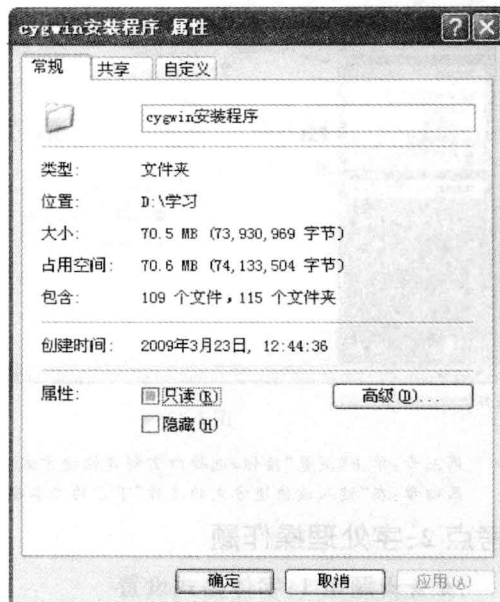 cygwin安装程序 属性
常规 共享 自定义
cygwin安装程序
类型: 文件夹
位置: D:\学习
大小: 70.5 MB (73,930,969 字节)
占用空间: 70.6 MB (74,133,504 字节)
包含: 109 个文件，115 个文件夹
创建时间: 2009年3月23日, 12:44:36
属性: 只读(R) 高级(D)...
隐藏(H)
确定 取消 应用(A)